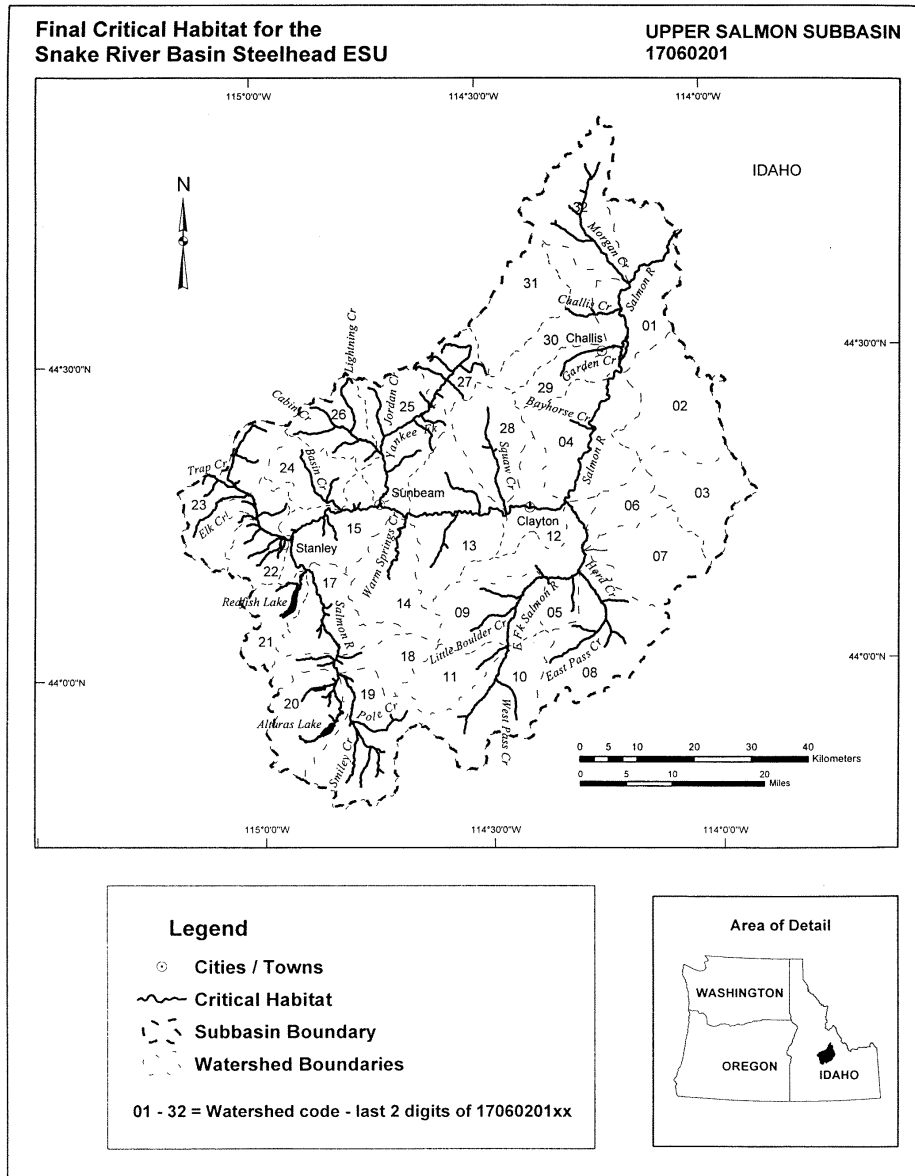 Final Critical Habitat for the
Snake River Basin Steelhead ESU
UPPER SALMON SUBBASIN
17060201
115°0'0"W
114°30'0"W
114°0'0"W
IDAHO
N
32
Morgan Cr
Salmon R
31
Challis Cr
01
44°30'0"N
44°30'0"N
30
Challis
Garden Cr
Lightning Cr
27
29
02
Cabin Cr
26
Jordan Cr
25
Bayhorse Cr
Yankee Fk
28
04
Squaw Cr
Salmon R
24
Basin Cr
Trap Cr
23
Sunbeam
06
03
Elk Crl
15
Clayton
12
Stanley
13
07
Warm Springs Cr
22
17
Herd Cr
Redfish Lake
14
09
E Fk Salmon R
05
Salmon R
Little Boulder Cr
21
18
East Pass Cr
44°0'0"N
44°0'0"N
11
10
08
20
19
Pole Cr
Alturas Lake
West Pass Cr
Smiley Cr
0 5 10 20 30 40
Kilometers
0 5 10 20
Miles
115°0'0"W
114°30'0"W
114°0'0"W
Legend
Cities / Towns
Critical Habitat
Subbasin Boundary
Watershed Boundaries
01 - 32 = Watershed code - last 2 digits of 17060201xx
Area of Detail
WASHINGTON
OREGON
IDAHO